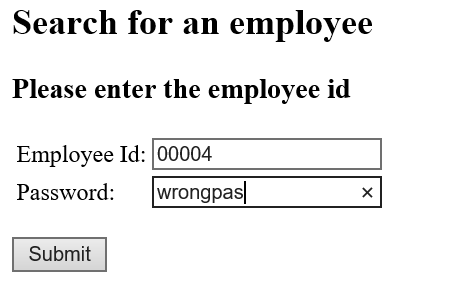 Search for an employee
Please enter the employee id
Employee Id: 00004
Password: wrongpas ×
Submit